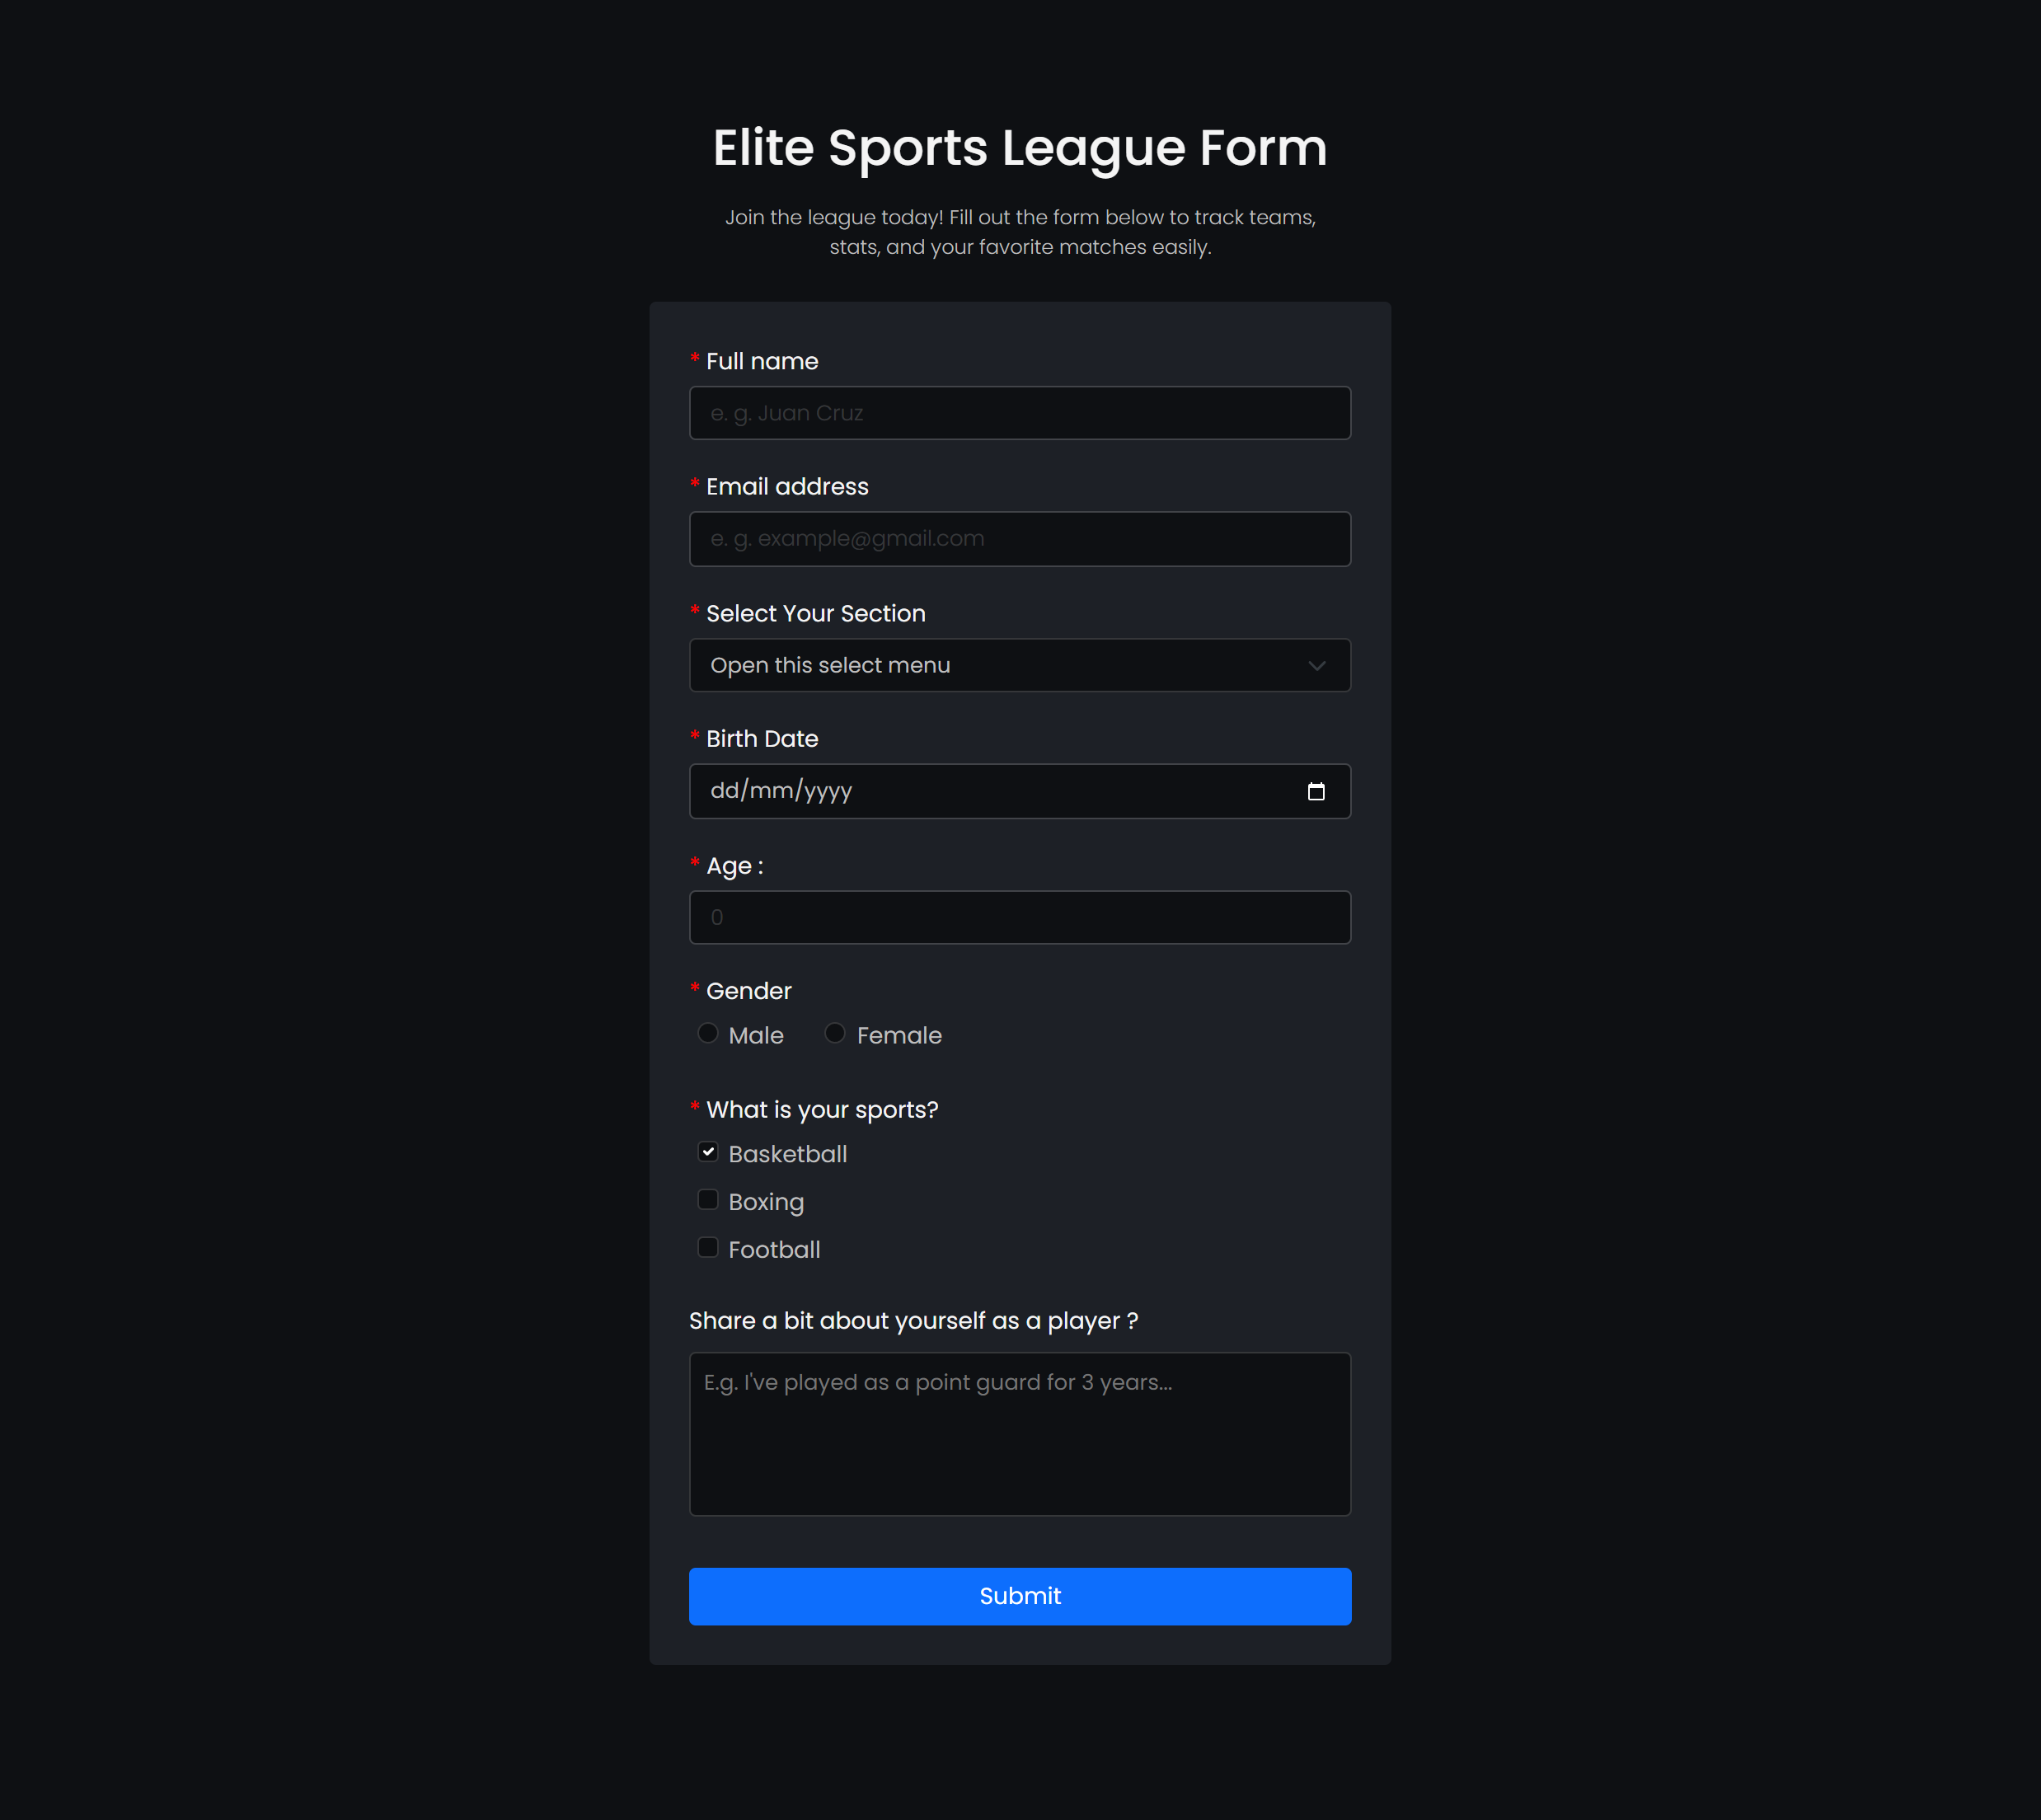 Elite Sports League Form
Join the league today! Fill out the form below to track teams,
stats, and your favorite matches easily.
* Full name
e. g. Juan Cruz
* Email address
e. g. example@gmail.com
* Select Your Section
Open this select menu
* Birth Date
dd/mm/yyyy
* Age :
0
* Gender
Male Female
* What is your sports?
Basketball
Boxing
Football
Share a bit about yourself as a player ?
E.g. I've played as a point guard for 3 years...
Submit